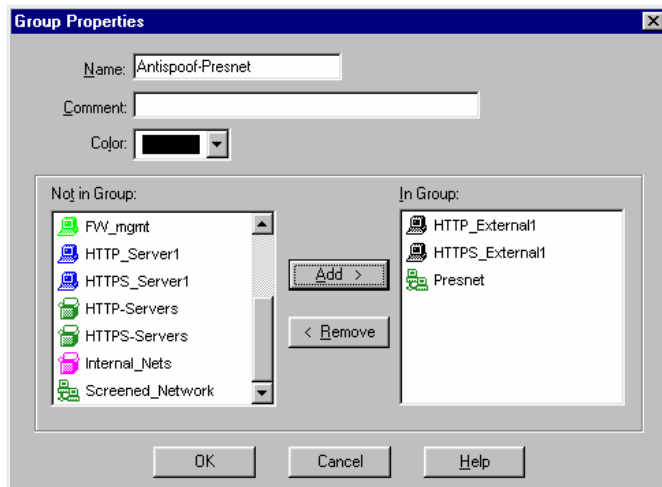 Group Properties
Name: Antispoof-Presnet
Comment:
Color:
Not in Group:
FW_mgmt
HTTP_Server1
HTTPS_Server1
HTTP-Servers
HTTPS-Servers
Internal_Nets
Screened_Network
Add >
< Remove
In Group:
HTTP_External1
HTTPS_External1
Presnet
OK Cancel Help